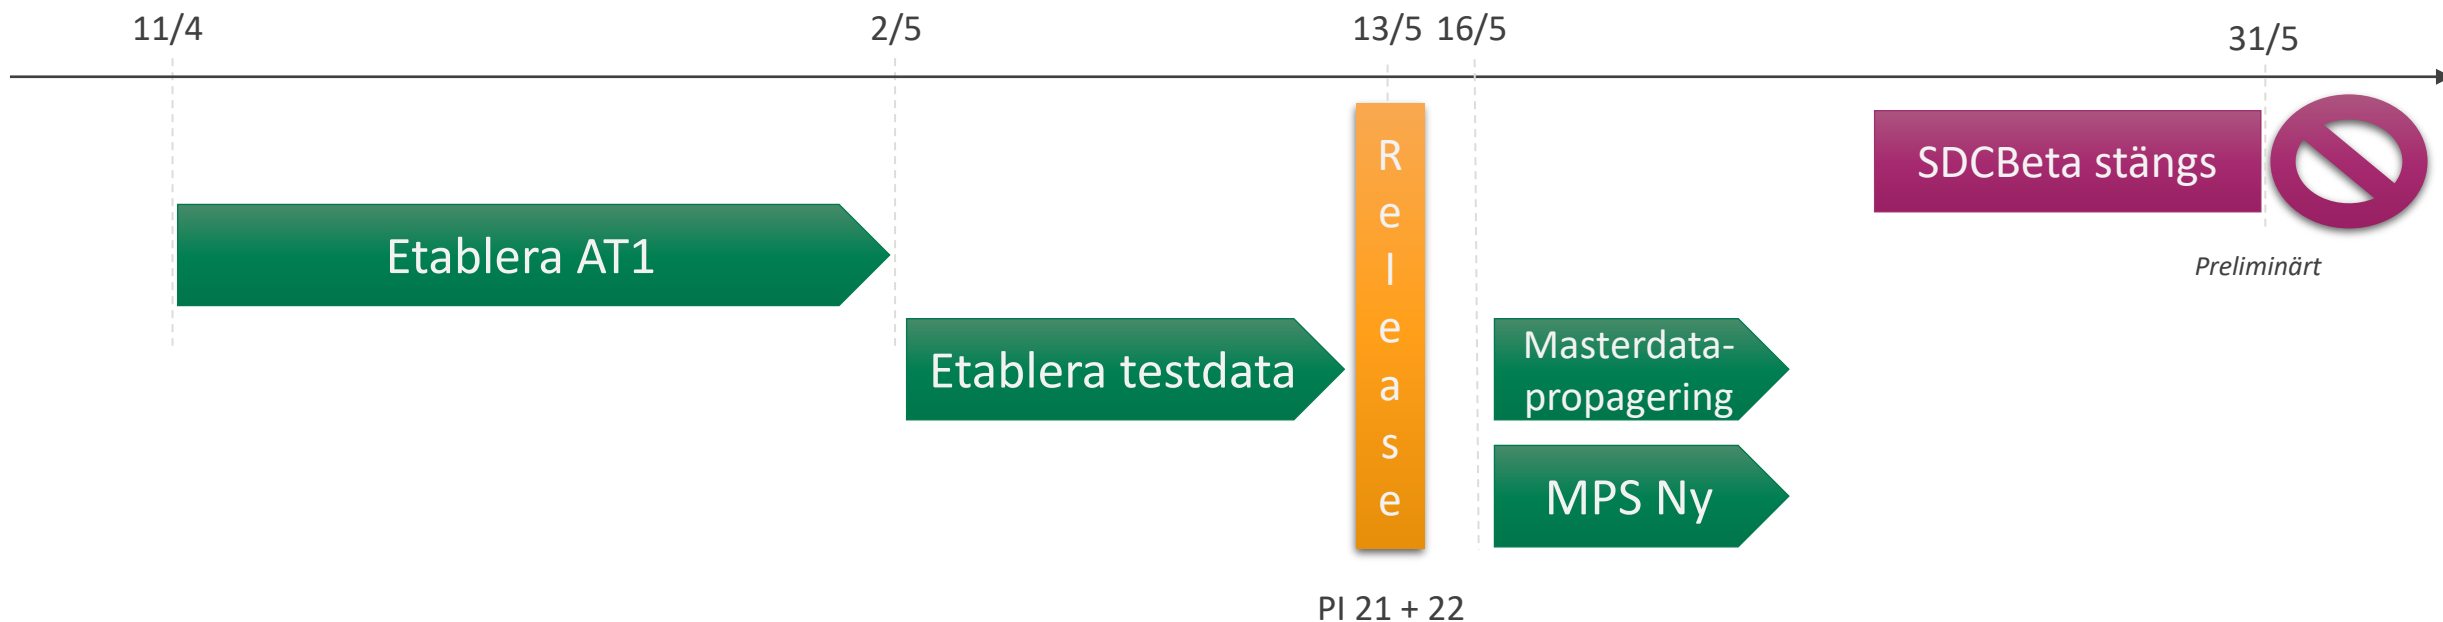 11/4
2/5
13/5
16/5
31/5
SDCBeta stängs
Preliminärt
Etablera AT1
Etablera testdata
Release
Masterdata-
propagering
MPS Ny
PI 21 + 22